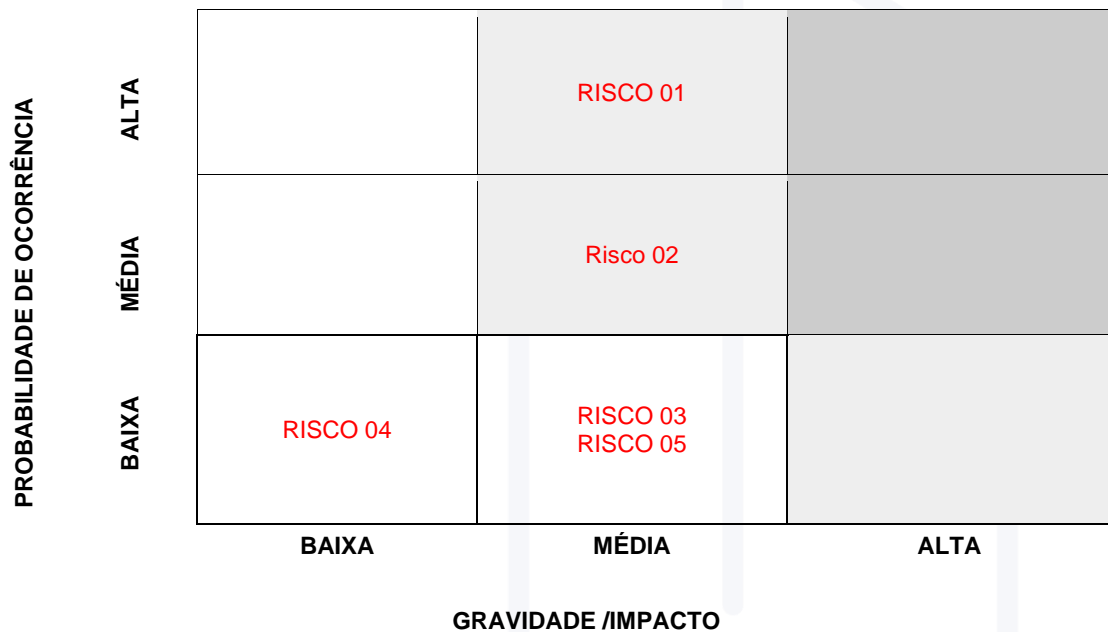 PROBABILIDADE DE OCORRÊNCIA
ALTA
RISCO 01
MÉDIA
Risco 02
BAIXA
RISCO 04
RISCO 03
RISCO 05
BAIXA
MÉDIA
ALTA
GRAVIDADE /IMPACTO